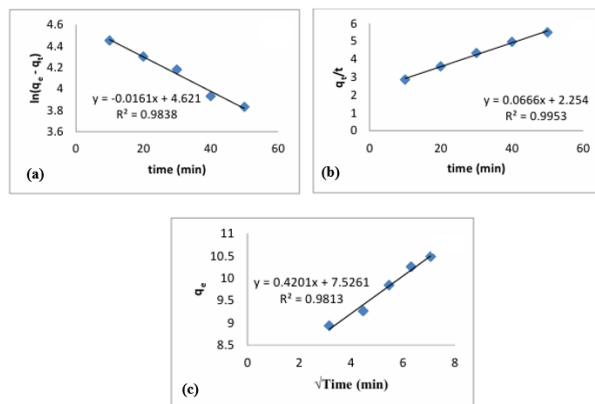 4.6
4.4
4.2
4
3.8
3.6
ln(qe - qt)
y = -0.0161x + 4.621
R² = 0.9838
0 20 40 60
time (min)
(a)
6
5
4
3
2
1
0
qt/t
0.0666x + 2.254
R² = 0.9953
0 20 40 60
time (min)
(b)
11
10.5
10
9.5
9
8.5
qe
y = 0.4201x + 7.5261
R² = 0.9813
0 2 4 6 8
√Time (min)
(c)